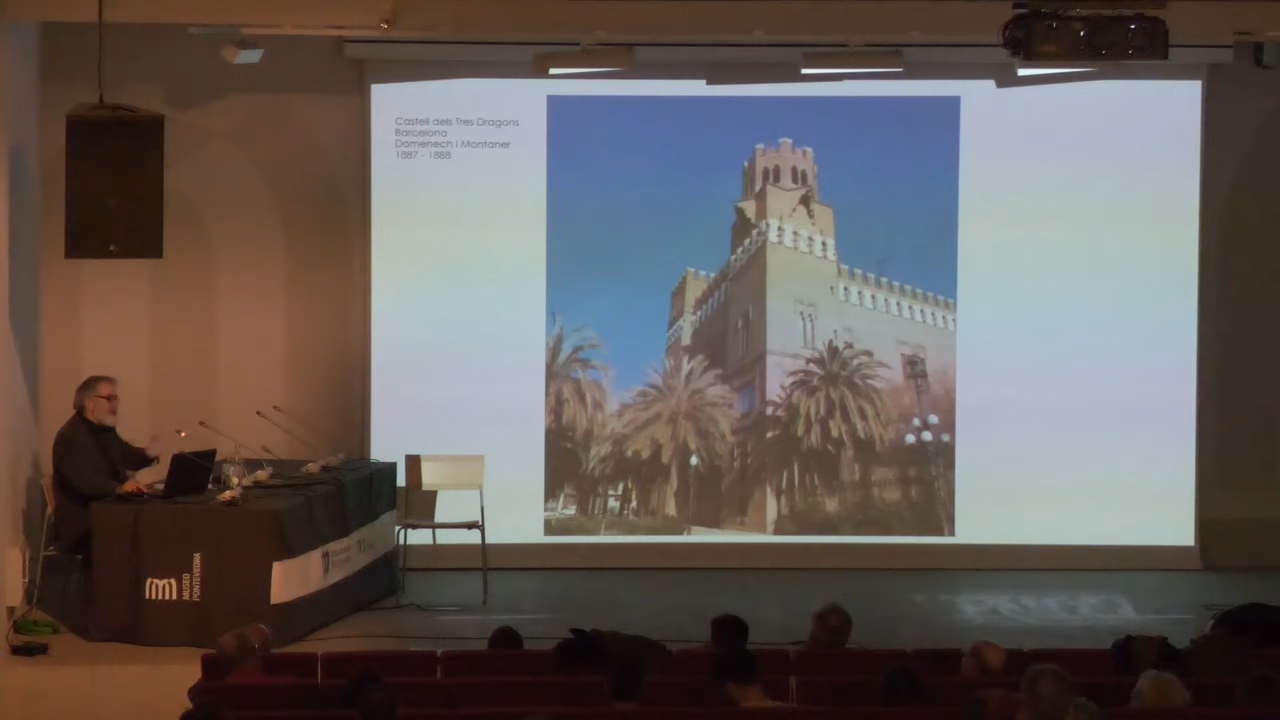 Castell dels Tres Dragons
Barcelona
Domenech i Montaner
1887 - 1888
MUSEO
PONTEVEDRA